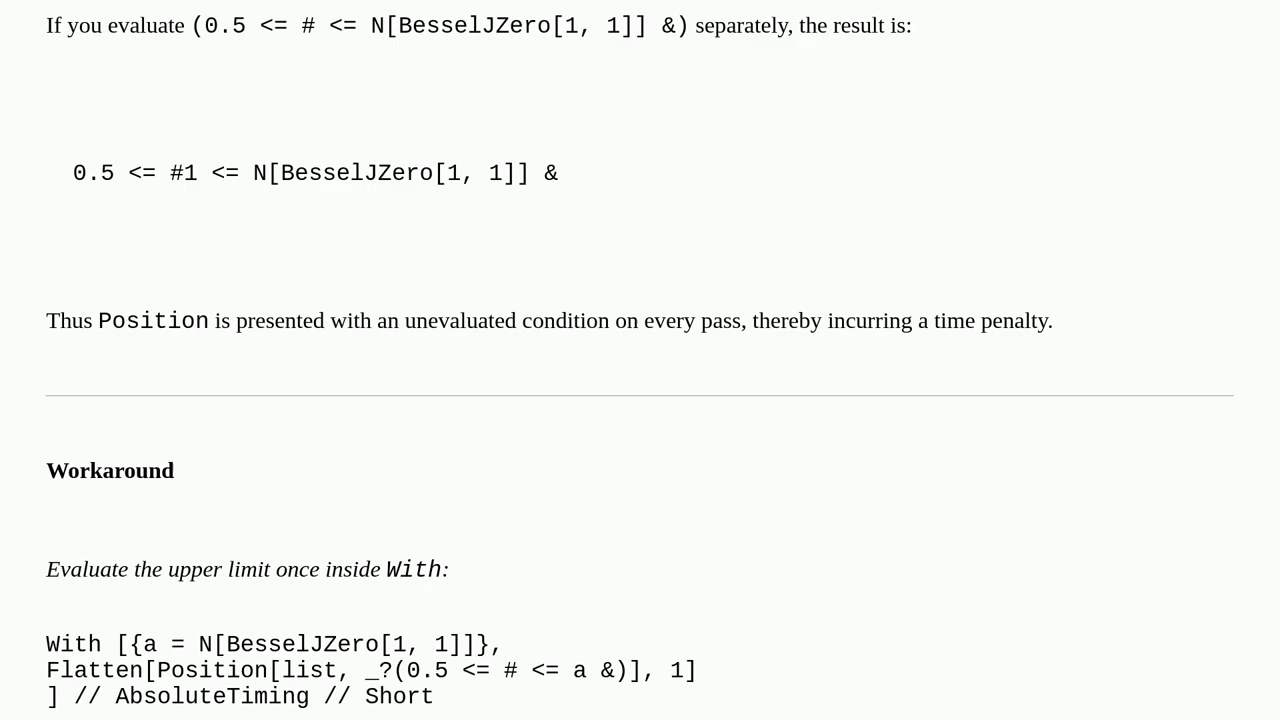 If you evaluate (0.5 <= # <= N[BesselJZero[1, 1]] &) separately, the result is:
0.5 <= #1 <= N[BesselJZero[1, 1]] &
Thus Position is presented with an unevaluated condition on every pass, thereby incurring a time penalty.
Workaround
Evaluate the upper limit once inside With:
With [{a = N[BesselJZero[1, 1]]},
Flatten[Position[list, _?(0.5 <= # <= a &)], 1]
] // AbsoluteTiming // Short